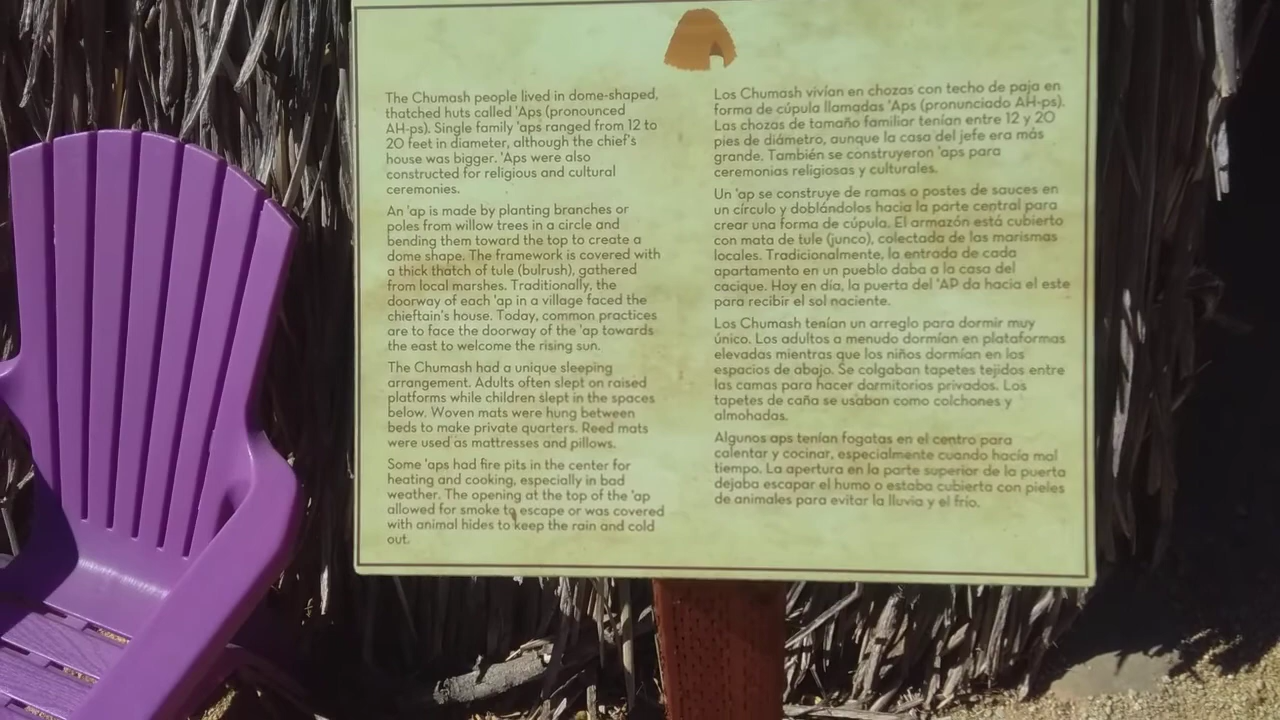 The Chumash people lived in dome-shaped,
thatched huts called 'Aps (pronounced
AH-ps). Single family 'aps ranged from 12 to
20 feet in diameter, although the chief's
house was bigger. 'Aps were also
constructed for religious and cultural
ceremonies.
An 'ap is made by planting branches or
poles from willow trees in a circle and
bending them toward the top to create a
dome shape. The framework is covered with
a thick thatch of tule (bulrush), gathered
from local marshes. Traditionally, the
doorway of each 'ap in a village faced the
chieftain's house. Today, common practices
are to face the doorway of the 'ap towards
the east to welcome the rising sun.
The Chumash had a unique sleeping
arrangement. Adults often slept on raised
platforms while children slept in the spaces
below. Woven mats were hung between
beds to make private quarters. Reed mats
were used as mattresses and pillows.
Some 'aps had fire pits in the center for
heating and cooking, especially in bad
weather. The opening at the top of the 'ap
allowed for smoke to escape or was covered
with animal hides to keep the rain and cold
out.
Los Chumash vivían en chozas con techo de paja en
forma de cúpula llamadas 'Aps (pronunciado AH-ps).
Las chozas de tamaño familiar tenían entre 12 y 20
pies de diámetro, aunque la casa del jefe era más
grande. También se construyeron 'aps para
ceremonias religiosas y culturales.
Un 'ap se construye de ramas o postes de sauces en
un círculo y doblándolos hacia la parte central para
crear una forma de cúpula. El armazón está cubierto
con mata de tule (junco), colectada de las marismas
locales. Tradicionalmente, la entrada de cada
apartamento en un pueblo daba a la casa del
cacique. Hoy en día, la puerta del 'AP da hacia el este
para recibir el sol naciente.
Los Chumash tenían un arreglo para dormir muy
único. Los adultos a menudo dormían en plataformas
elevadas mientras que los niños dormían en los
espacios de abajo. Se colgaban tapetes tejidos entre
las camas para hacer dormitorios privados. Los
tapetes de caña se usaban como colchones y
almohadas.
Algunos aps tenían fogatas en el centro para
calentar y cocinar, especialmente cuando hacía mal
tiempo. La apertura en la parte superior de la puerta
dejaba escapar el humo o estaba cubierta con pieles
de animales para evitar la lluvia y el frío.